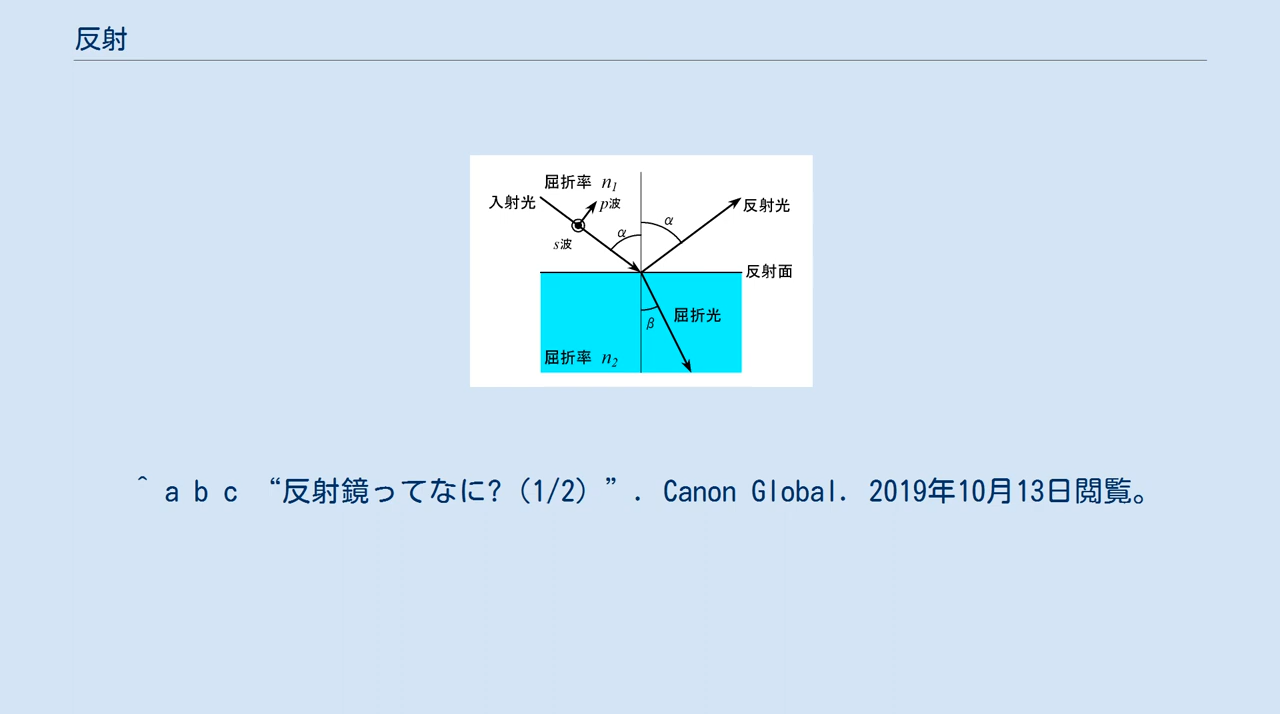 反射
屈折率 n1
入射光
p波
s波
α
α
反射光
反射面
β
屈折光
屈折率 n2
^ a b c “反射鏡ってなに?（1/2）”. Canon Global. 2019年10月13日閲覧。